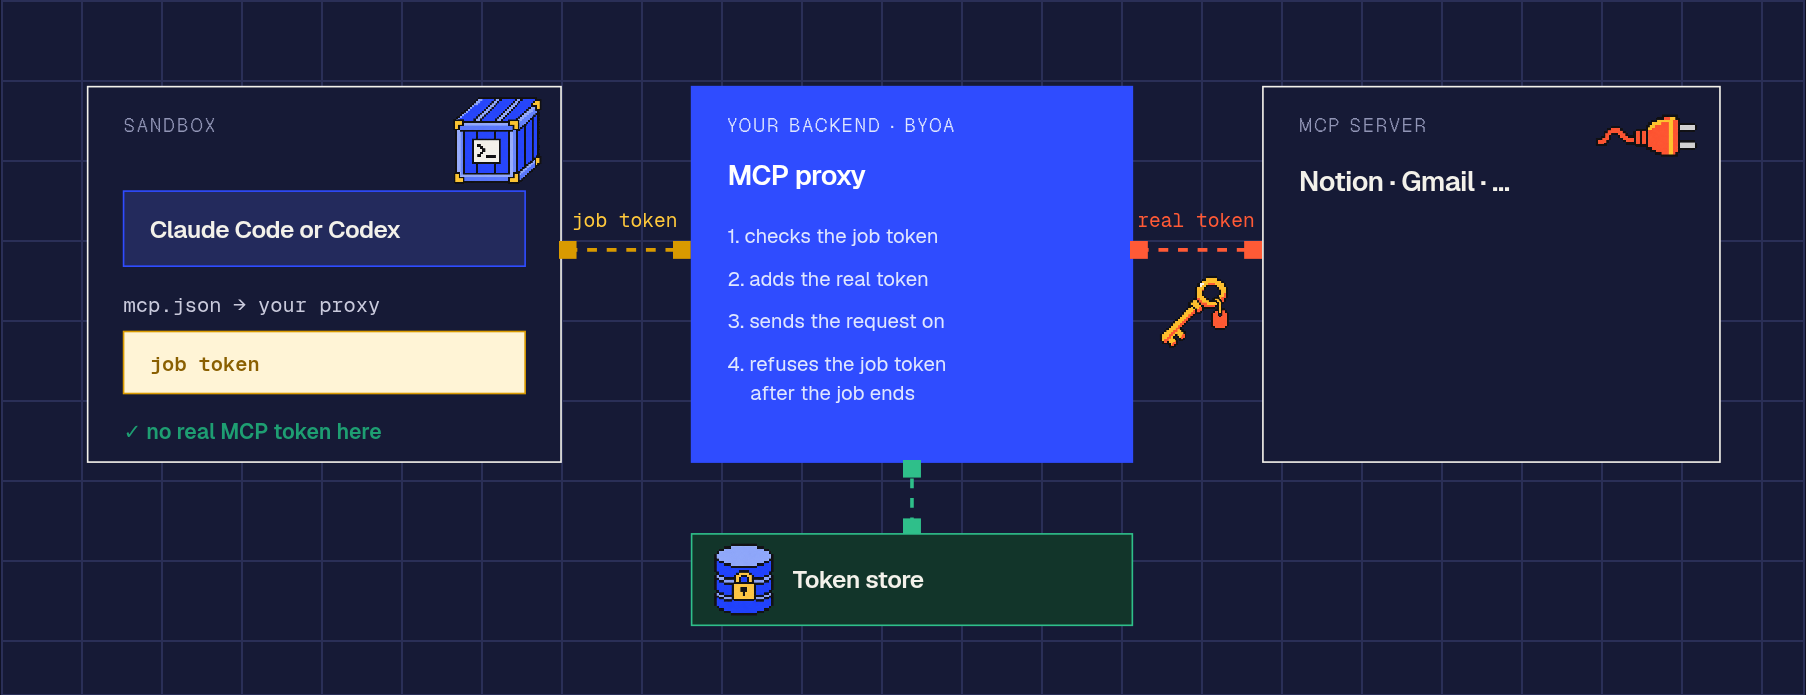 SANDBOX
>_
Claude Code or Codex
mcp.json → your proxy
job token
✓ no real MCP token here
job token
YOUR BACKEND · BYOA
MCP proxy
1. checks the job token
2. adds the real token
3. sends the request on
4. refuses the job token
after the job ends
real token
MCP SERVER
Notion · Gmail · ...
Token store